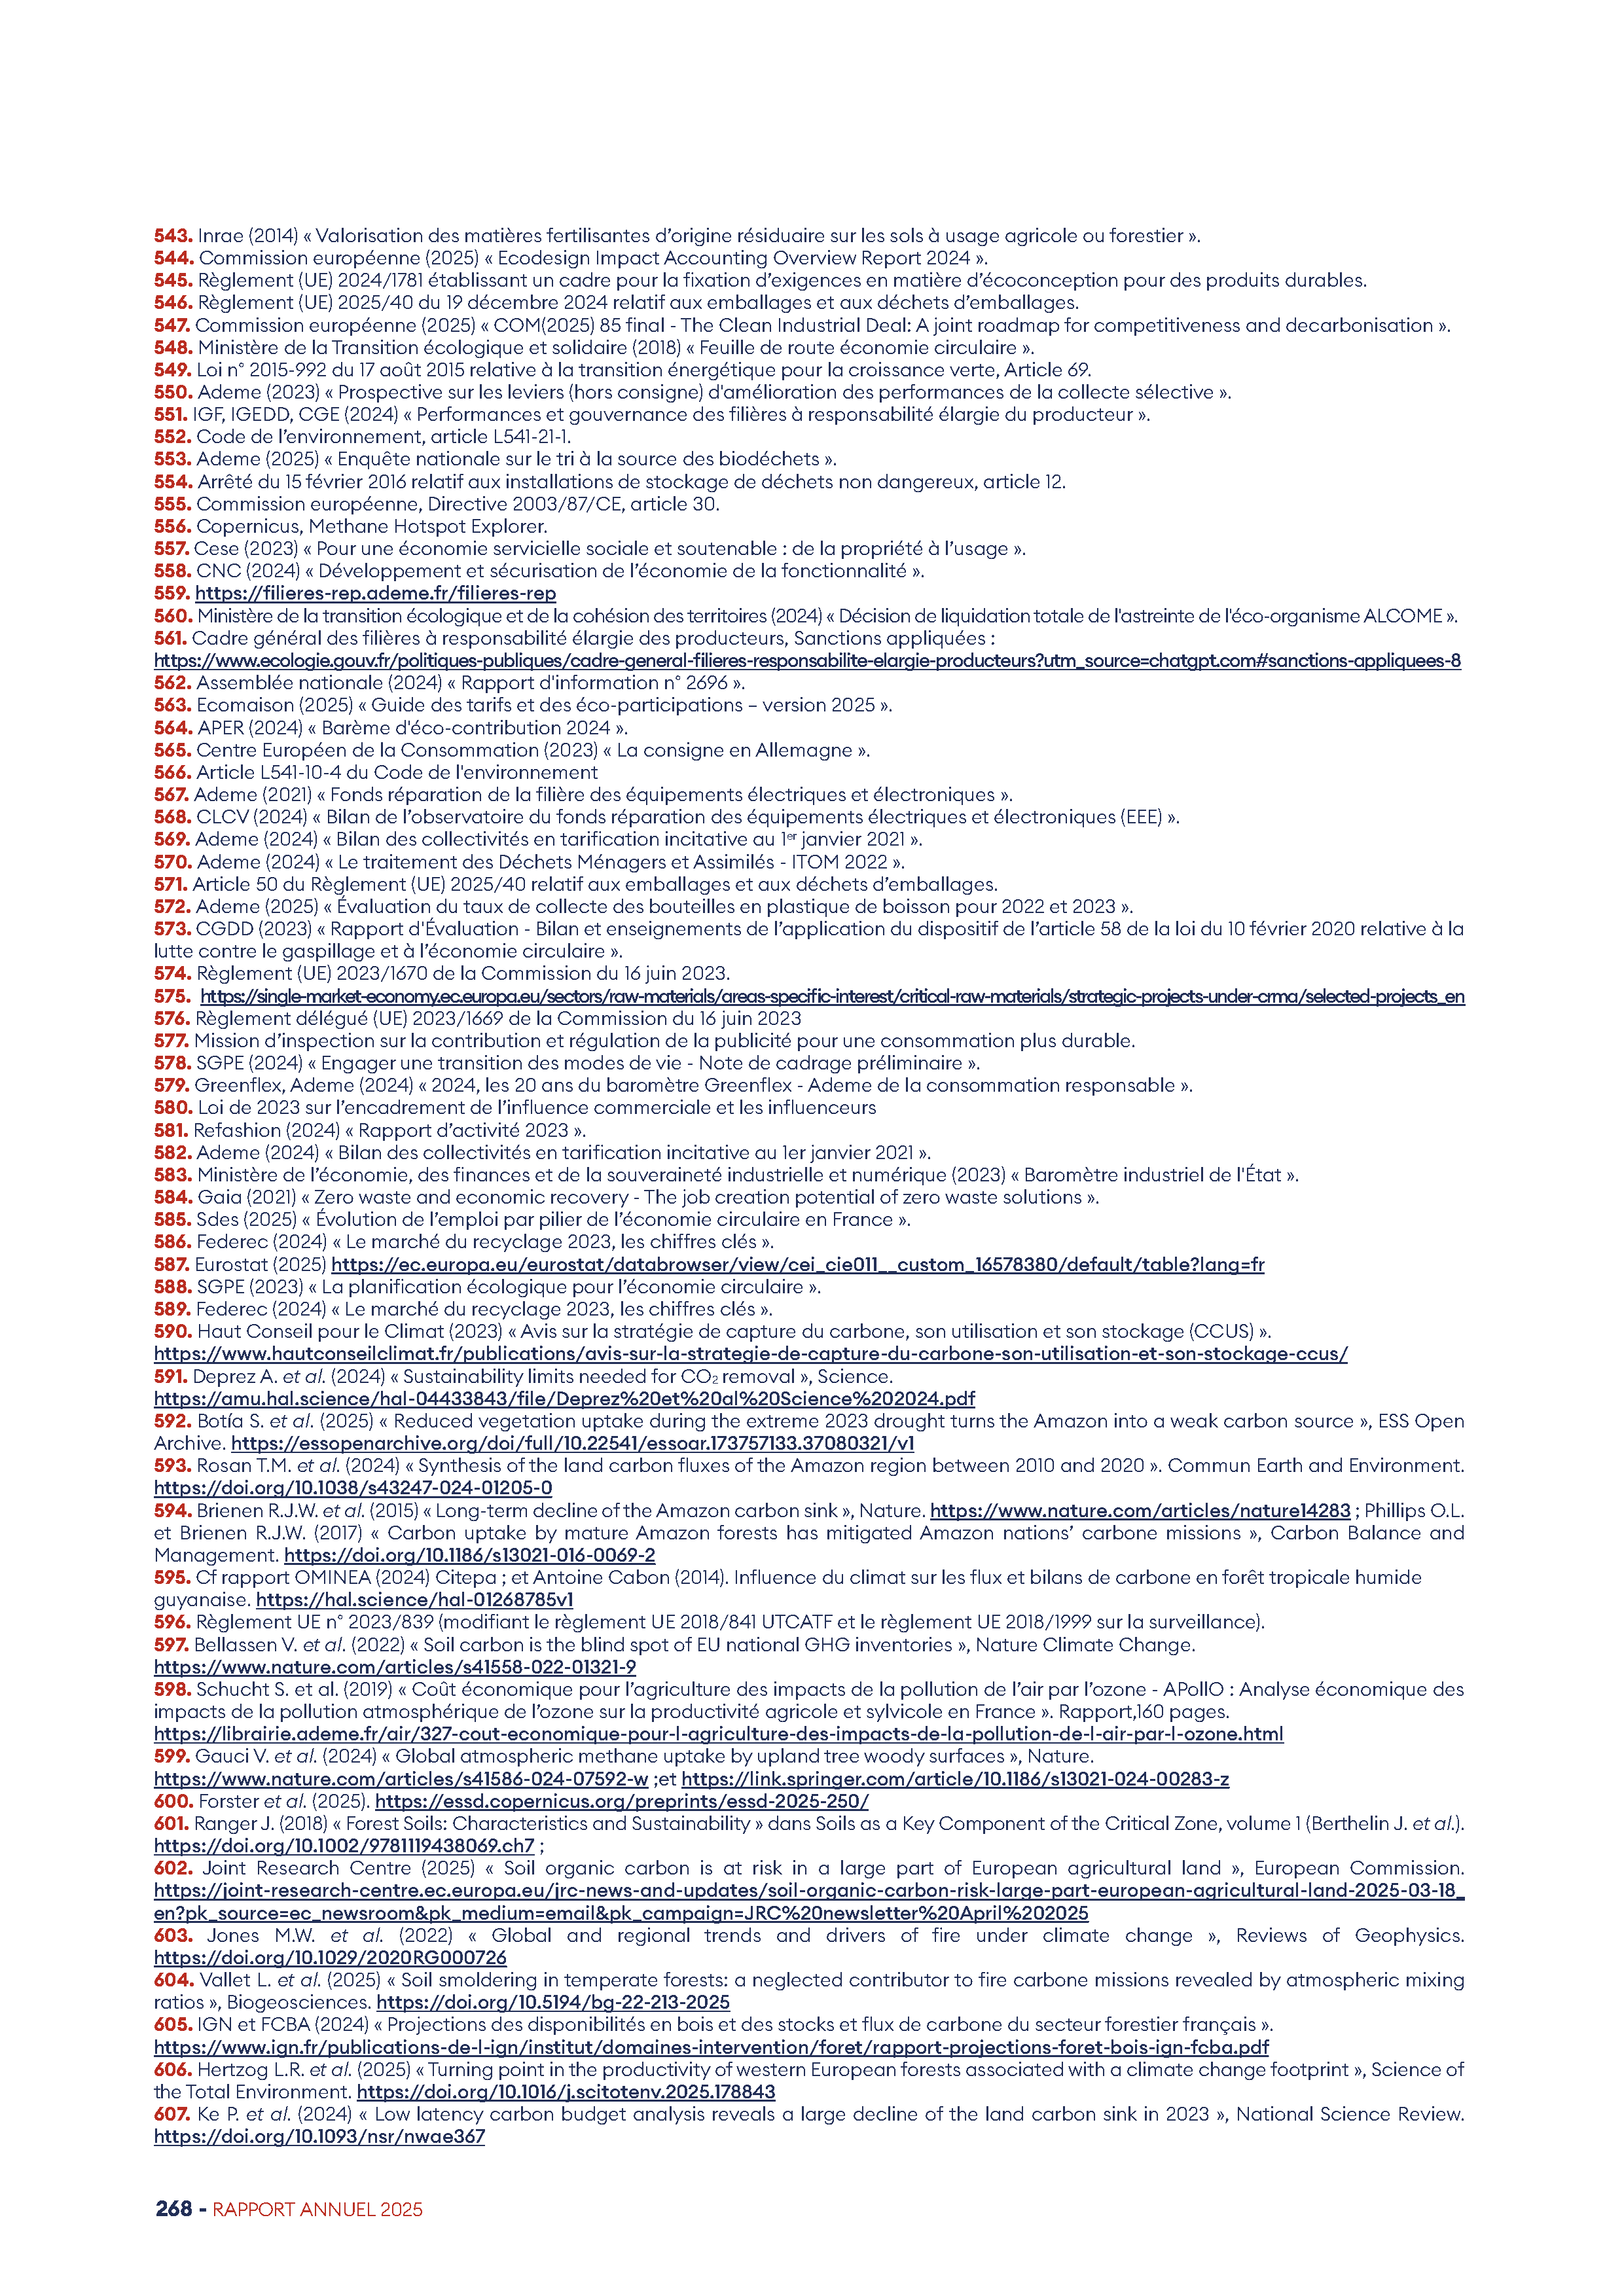 543. Inrae (2014) « Valorisation des matières fertilisantes d’origine résiduaire sur les sols à usage agricole ou forestier ».
544. Commission européenne (2025) « Ecodesign Impact Accounting Overview Report 2024 ».
545. Règlement (UE) 2024/1781 établissant un cadre pour la fixation d’exigences en matière d’écoconception pour des produits durables.
546. Règlement (UE) 2025/40 du 19 décembre 2024 relatif aux emballages et aux déchets d’emballages.
547. Commission européenne (2025) « COM(2025) 85 final - The Clean Industrial Deal: A joint roadmap for competitiveness and decarbonisation ».
548. Ministère de la Transition écologique et solidaire (2018) « Feuille de route économie circulaire ».
549. Loi n° 2015-992 du 17 août 2015 relative à la transition énergétique pour la croissance verte, Article 69.
550. Ademe (2023) « Prospective sur les leviers (hors consigne) d'amélioration des performances de la collecte sélective ».
551. IGF, IGEDD, CGE (2024) « Performances et gouvernance des filières à responsabilité élargie du producteur ».
552. Code de l’environnement, article L541-21-1.
553. Ademe (2025) « Enquête nationale sur le tri à la source des biodéchets ».
554. Arrêté du 15 février 2016 relatif aux installations de stockage de déchets non dangereux, article 12.
555. Commission européenne, Directive 2003/87/CE, article 30.
556. Copernicus, Methane Hotspot Explorer.
557. Cese (2023) « Pour une économie servicielle sociale et soutenable : de la propriété à l’usage ».
558. CNC (2024) « Développement et sécurisation de l’économie de la fonctionnalité ».
559. https://filieres-rep.ademe.fr/filieres-rep
560. Ministère de la transition écologique et de la cohésion des territoires (2024) « Décision de liquidation totale de l'astreinte de l'éco-organisme ALCOME ».
561. Cadre général des filières à responsabilité élargie des producteurs, Sanctions appliquées :
https://www.ecologie.gouv.fr/politiques-publiques/cadre-general-filieres-responsabilite-elargie-producteurs?utm_source=chatgpt.com#sanctions-appliquees-8
562. Assemblée nationale (2024) « Rapport d'information n° 2696 ».
563. Ecomaison (2025) « Guide des tarifs et des éco-participations – version 2025 ».
564. APER (2024) « Barème d'éco-contribution 2024 ».
565. Centre Européen de la Consommation (2023) « La consigne en Allemagne ».
566. Article L541-10-4 du Code de l'environnement
567. Ademe (2021) « Fonds réparation de la filière des équipements électriques et électroniques ».
568. CLCV (2024) « Bilan de l’observatoire du fonds réparation des équipements électriques et électroniques (EEE) ».
569. Ademe (2024) « Bilan des collectivités en tarification incitative au 1er janvier 2021 ».
570. Ademe (2024) « Le traitement des Déchets Ménagers et Assimilés - ITOM 2022 ».
571. Article 50 du Règlement (UE) 2025/40 relatif aux emballages et aux déchets d’emballages.
572. Ademe (2025) « Évaluation du taux de collecte des bouteilles en plastique de boisson pour 2022 et 2023 ».
573. CGDD (2023) « Rapport d'Évaluation - Bilan et enseignements de l’application du dispositif de l’article 58 de la loi du 10 février 2020 relative à la
lutte contre le gaspillage et à l’économie circulaire ».
574. Règlement (UE) 2023/1670 de la Commission du 16 juin 2023.
575. https://single-market-economy.ec.europa.eu/sectors/raw-materials/areas-specific-interest/critical-raw-materials/strategic-projects-under-crma/selected-projects_en
576. Règlement délégué (UE) 2023/1669 de la Commission du 16 juin 2023
577. Mission d’inspection sur la contribution et régulation de la publicité pour une consommation plus durable.
578. SGPE (2024) « Engager une transition des modes de vie - Note de cadrage préliminaire ».
579. Greenflex, Ademe (2024) « 2024, les 20 ans du baromètre Greenflex - Ademe de la consommation responsable ».
580. Loi de 2023 sur l’encadrement de l’influence commerciale et les influenceurs
581. Refashion (2024) « Rapport d’activité 2023 ».
582. Ademe (2024) « Bilan des collectivités en tarification incitative au 1er janvier 2021 ».
583. Ministère de l’économie, des finances et de la souveraineté industrielle et numérique (2023) « Baromètre industriel de l'État ».
584. Gaia (2021) « Zero waste and economic recovery - The job creation potential of zero waste solutions ».
585. Sdes (2025) « Évolution de l’emploi par pilier de l’économie circulaire en France ».
586. Federec (2024) « Le marché du recyclage 2023, les chiffres clés ».
587. Eurostat (2025) https://ec.europa.eu/eurostat/databrowser/view/cei_cie011__custom_16578380/default/table?lang=fr
588. SGPE (2023) « La planification écologique pour l’économie circulaire ».
589. Federec (2024) « Le marché du recyclage 2023, les chiffres clés ».
590. Haut Conseil pour le Climat (2023) « Avis sur la stratégie de capture du carbone, son utilisation et son stockage (CCUS) ».
https://www.hautconseilclimat.fr/publications/avis-sur-la-strategie-de-capture-du-carbone-son-utilisation-et-son-stockage-ccus/
591. Deprez A. et al. (2024) « Sustainability limits needed for CO₂ removal », Science.
https://amu.hal.science/hal-04433843/file/Deprez%20et%20al%20Science%202024.pdf
592. Botía S. et al. (2025) « Reduced vegetation uptake during the extreme 2023 drought turns the Amazon into a weak carbon source », ESS Open
Archive. https://essopenarchive.org/doi/full/10.22541/essoar.173757133.37080321/v1
593. Rosan T.M. et al. (2024) « Synthesis of the land carbon fluxes of the Amazon region between 2010 and 2020 ». Commun Earth and Environment.
https://doi.org/10.1038/s43247-024-01205-0
594. Brienen R.J.W. et al. (2015) « Long-term decline of the Amazon carbon sink », Nature. https://www.nature.com/articles/nature14283 ; Phillips O.L.
et Brienen R.J.W. (2017) « Carbon uptake by mature Amazon forests has mitigated Amazon nations’ carbone missions », Carbon Balance and
Management. https://doi.org/10.1186/s13021-016-0069-2
595. Cf rapport OMINEA (2024) Citepa ; et Antoine Cabon (2014). Influence du climat sur les flux et bilans de carbone en forêt tropicale humide
guyanaise. https://hal.science/hal-01268785v1
596. Règlement UE n° 2023/839 (modifiant le règlement UE 2018/841 UTCATF et le règlement UE 2018/1999 sur la surveillance).
597. Bellassen V. et al. (2022) « Soil carbon is the blind spot of EU national GHG inventories », Nature Climate Change.
https://www.nature.com/articles/s41558-022-01321-9
598. Schucht S. et al. (2019) « Coût économique pour l’agriculture des impacts de la pollution de l’air par l’ozone - APollO : Analyse économique des
impacts de la pollution atmosphérique de l’ozone sur la productivité agricole et sylvicole en France ». Rapport,160 pages.
https://librairie.ademe.fr/air/327-cout-economique-pour-l-agriculture-des-impacts-de-la-pollution-de-l-air-par-l-ozone.html
599. Gauci V. et al. (2024) « Global atmospheric methane uptake by upland tree woody surfaces », Nature.
https://www.nature.com/articles/s41586-024-07592-w ;et https://link.springer.com/article/10.1186/s13021-024-00283-z
600. Forster et al. (2025). https://essd.copernicus.org/preprints/essd-2025-250/
601. Ranger J. (2018) « Forest Soils: Characteristics and Sustainability » dans Soils as a Key Component of the Critical Zone, volume 1 (Berthelin J. et al.).
https://doi.org/10.1002/9781119438069.ch7 ;
602. Joint Research Centre (2025) « Soil organic carbon is at risk in a large part of European agricultural land », European Commission.
https://joint-research-centre.ec.europa.eu/jrc-news-and-updates/soil-organic-carbon-risk-large-part-european-agricultural-land-2025-03-18_
en?pk_source=ec_newsroom&pk_medium=email&pk_campaign=JRC%20newsletter%20April%202025
603. Jones M.W. et al. (2022) « Global and regional trends and drivers of fire under climate change », Reviews of Geophysics.
https://doi.org/10.1029/2020RG000726
604. Vallet L. et al. (2025) « Soil smoldering in temperate forests: a neglected contributor to fire carbone missions revealed by atmospheric mixing
ratios », Biogeosciences. https://doi.org/10.5194/bg-22-213-2025
605. IGN et FCBA (2024) « Projections des disponibilités en bois et des stocks et flux de carbone du secteur forestier français ».
https://www.ign.fr/publications-de-l-ign/institut/domaines-intervention/foret/rapport-projections-foret-bois-ign-fcba.pdf
606. Hertzog L.R. et al. (2025) « Turning point in the productivity of western European forests associated with a climate change footprint », Science of
the Total Environment. https://doi.org/10.1016/j.scitotenv.2025.178843
607. Ke P. et al. (2024) « Low latency carbon budget analysis reveals a large decline of the land carbon sink in 2023 », National Science Review.
https://doi.org/10.1093/nsr/nwae367
268 - RAPPORT ANNUEL 2025